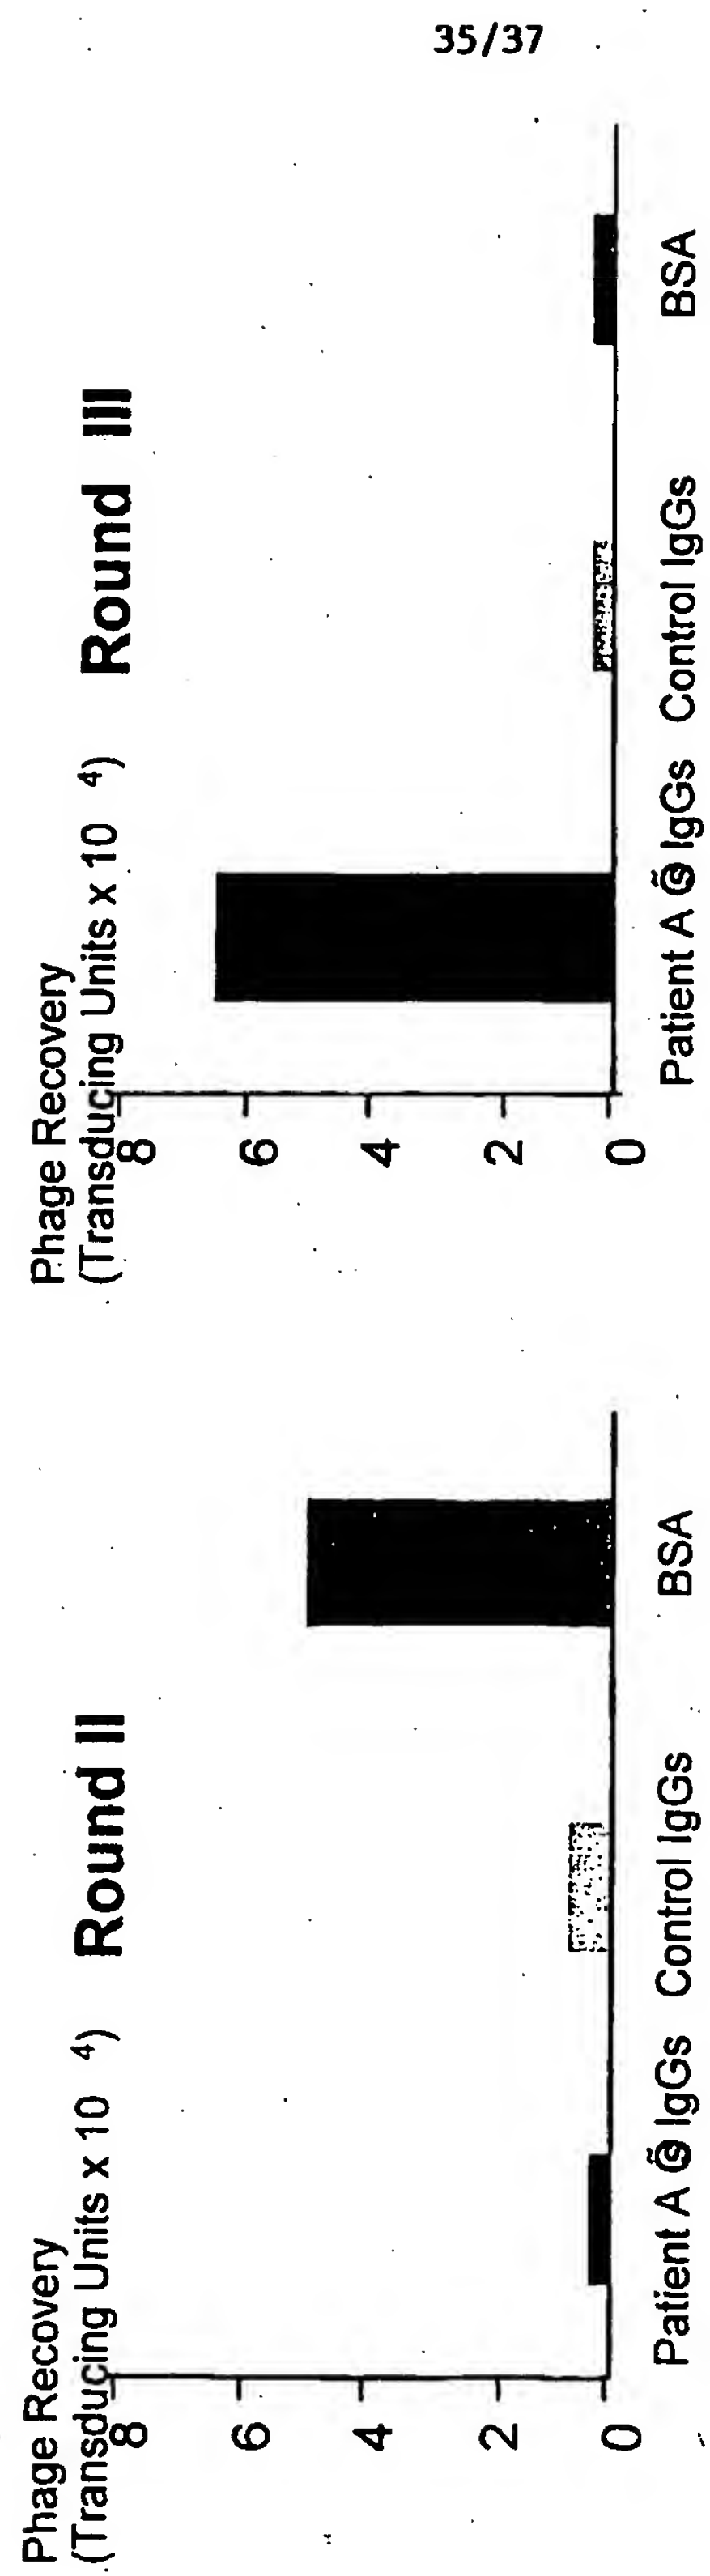 35/37
Phage Recovery
(Transducing Units x 10 4)
Round II
8
6
4
2
0
Patient A IgGs Control IgGs BSA
Phage Recovery
(Transducing Units x 10 4)
Round III
8
6
4
2
0
Patient A IgGs Control IgGs BSA